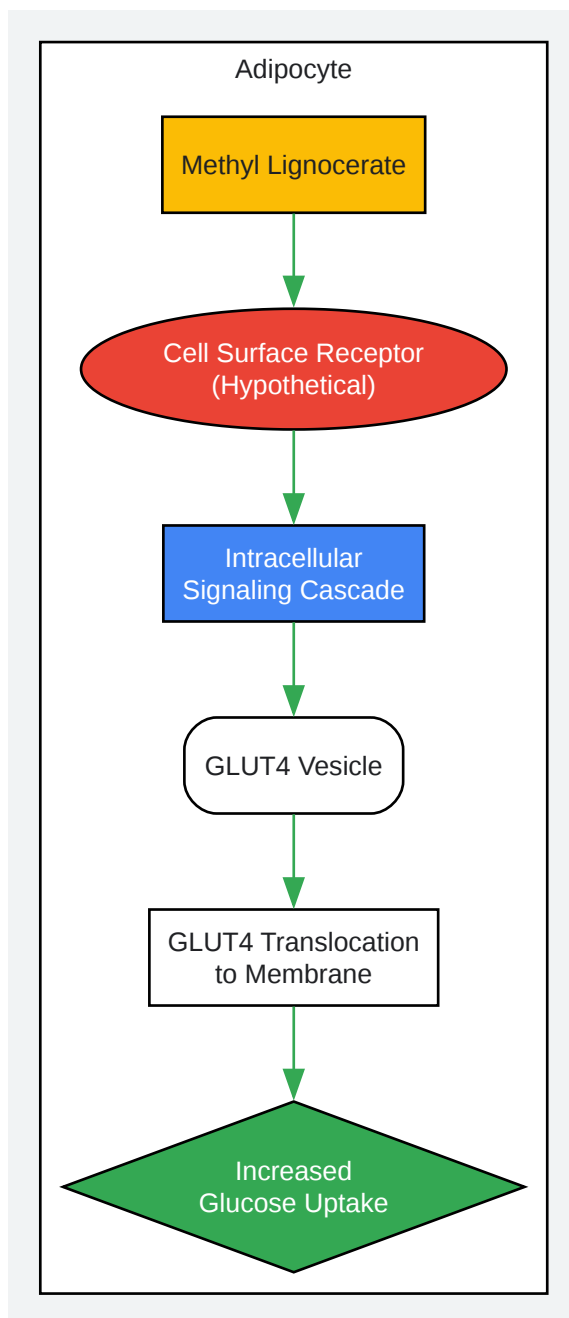 Adipocyte
Methyl Lignocerate
Cell Surface Receptor
(Hypothetical)
Intracellular
Signaling Cascade
GLUT4 Vesicle
GLUT4 Translocation
to Membrane
Increased
Glucose Uptake